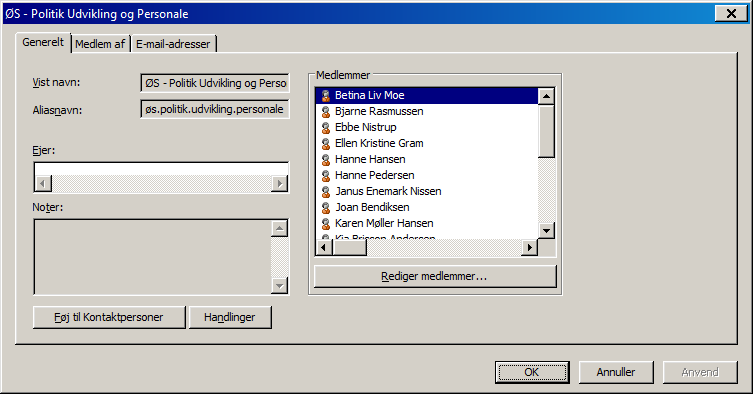 ØS - Politik Udvikling og Personale
Generelt
Medlem af
E-mail-adresser
Vist navn:
ØS - Politik Udvikling og Perso
Aliasnavn:
øs.politik.udvikling.personale
Ejer:
Noter:
Føj til Kontaktpersoner
Handlinger
Medlemmer
Betina Liv Moe
Bjarne Rasmussen
Ebbe Nistrup
Ellen Kristine Gram
Hanne Hansen
Hanne Pedersen
Janus Enemark Nissen
Joan Bendiksen
Karen Møller Hansen
Rediger medlemmer...
OK
Annuller
Anvend